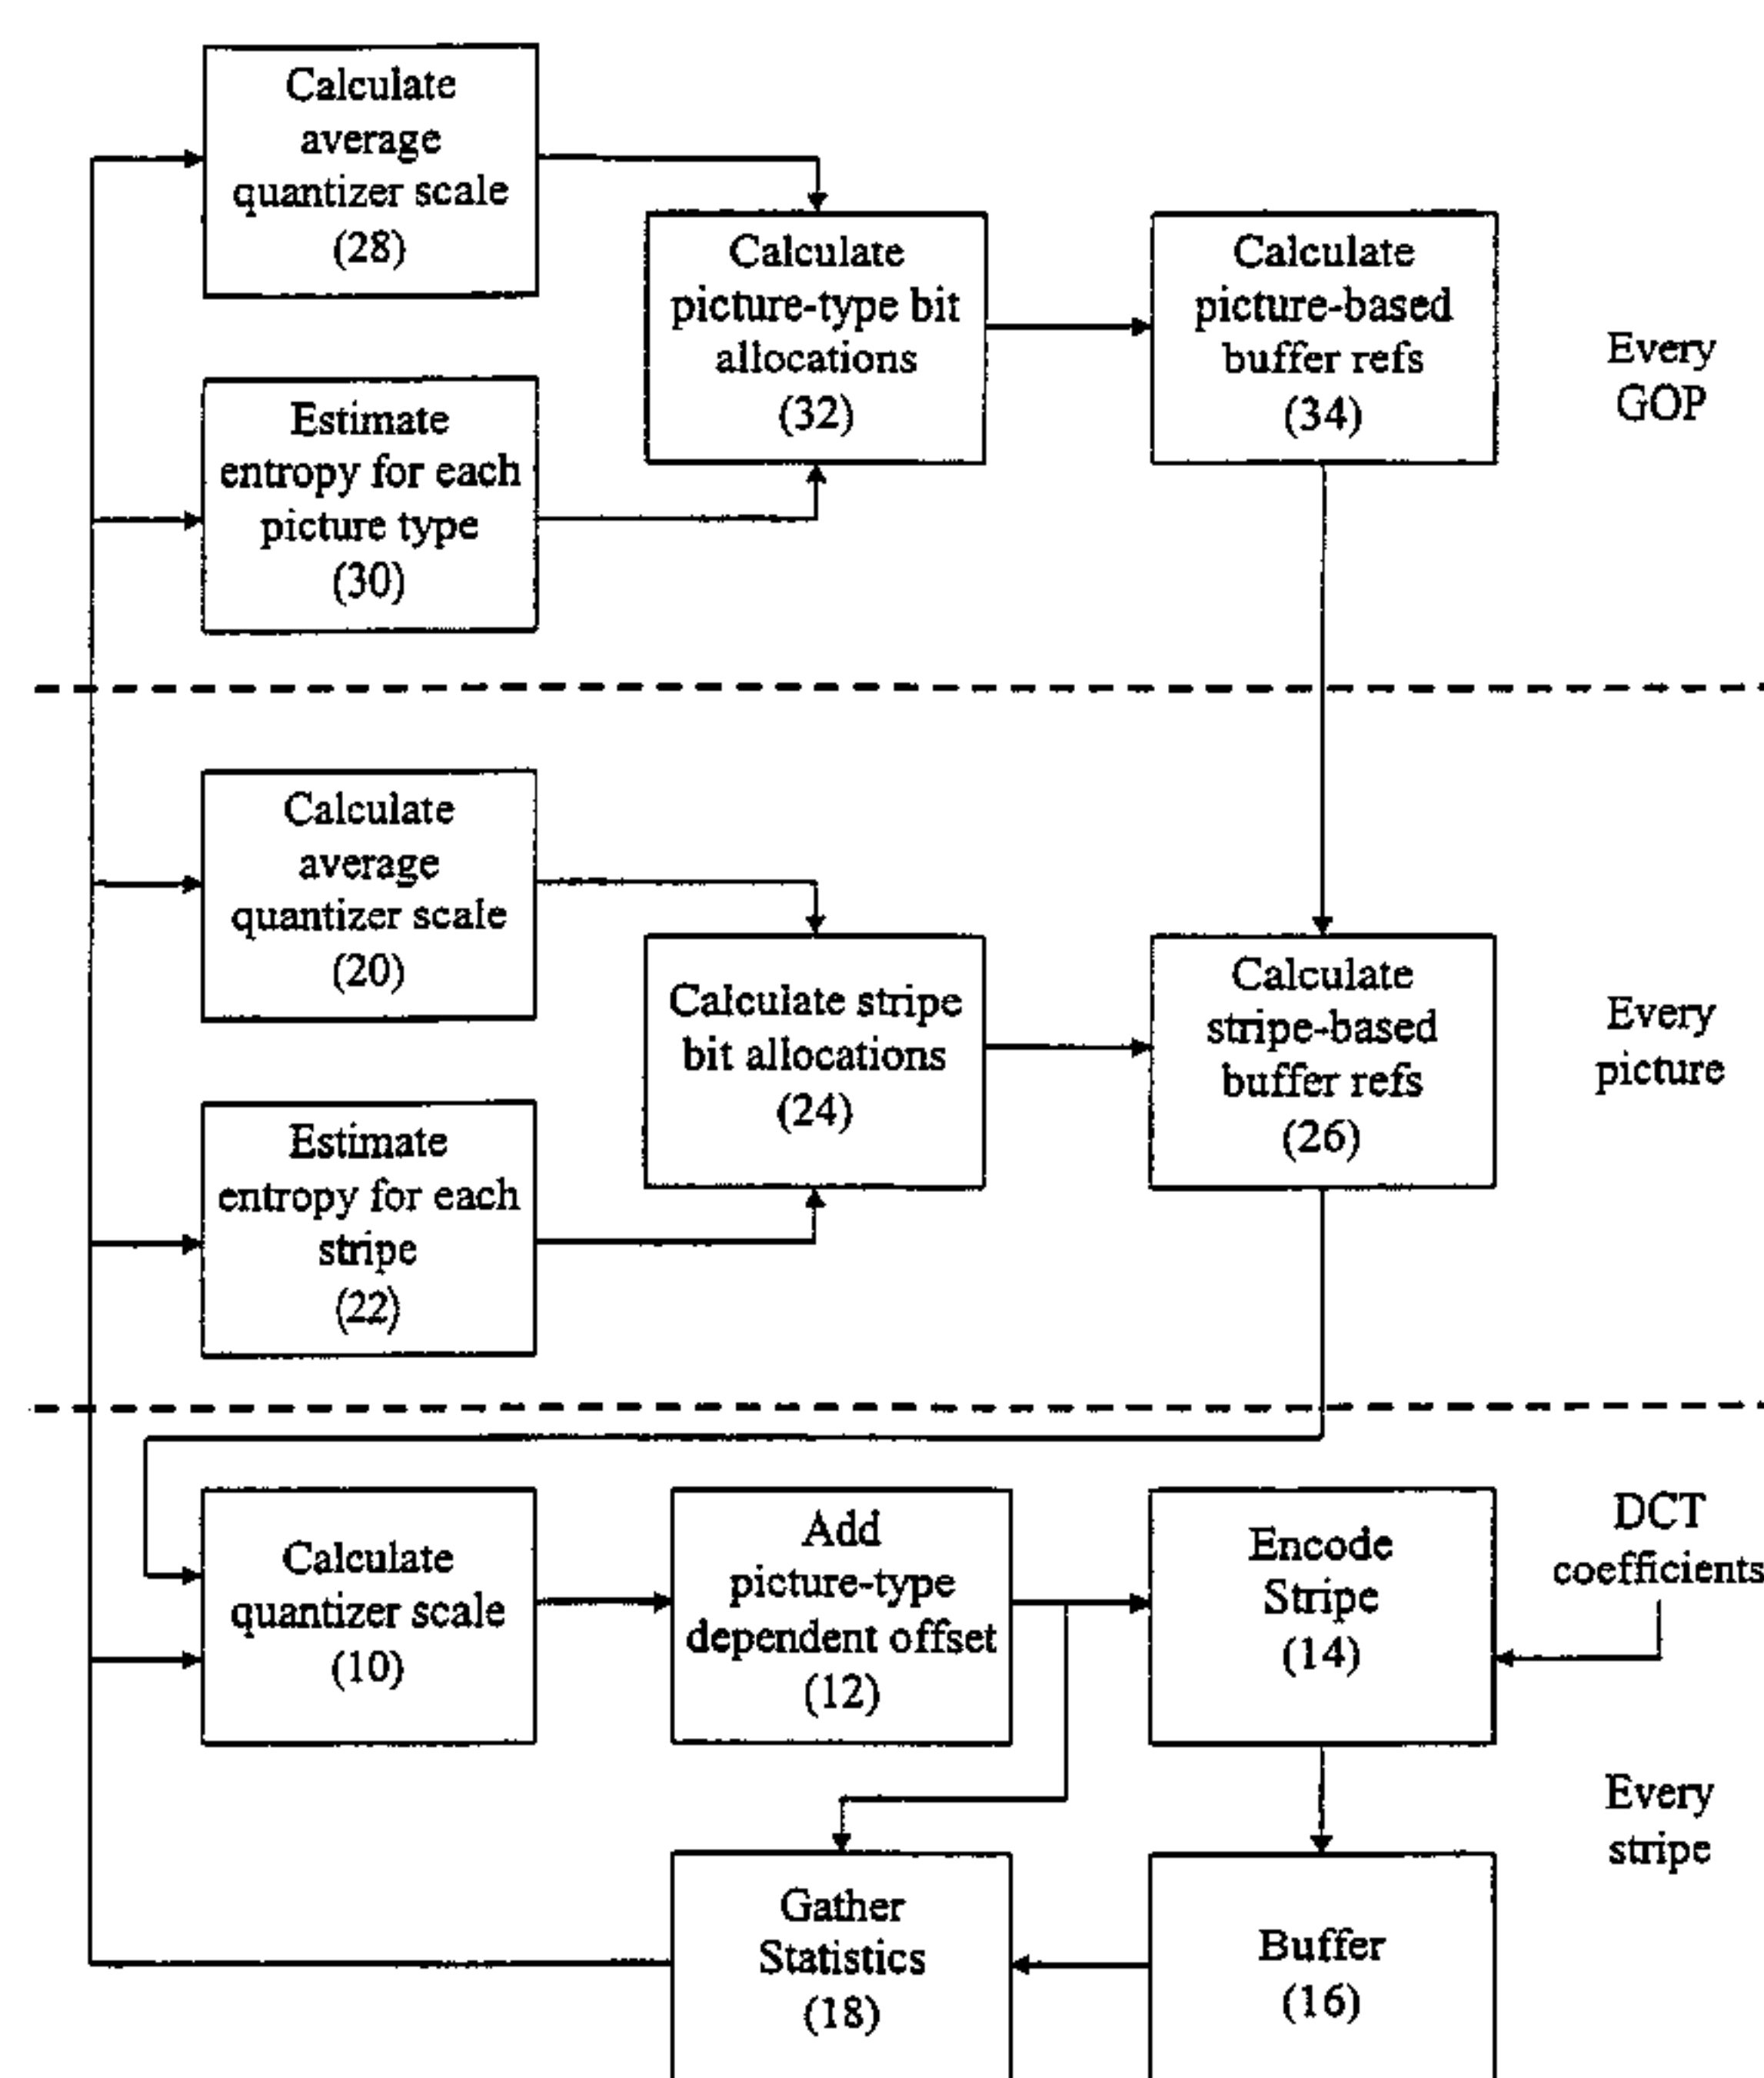 Calculate
average
quantizer scale
(28)
Calculate
picture-type bit
allocations
(32)
Calculate
picture-based
buffer refs
(34)
Every
GOP
Estimate
entropy for each
picture type
(30)
Calculate
average
quantizer scale
(20)
Calculate stripe
bit allocations
(24)
Calculate
stripe-based
buffer refs
(26)
Every
picture
Estimate
entropy for each
stripe
(22)
Calculate
quantizer scale
(10)
Add
picture-type
dependent offset
(12)
Encode
Stripe
(14)
DCT
coefficients
Every
stripe
Gather
Statistics
(18)
Buffer
(16)